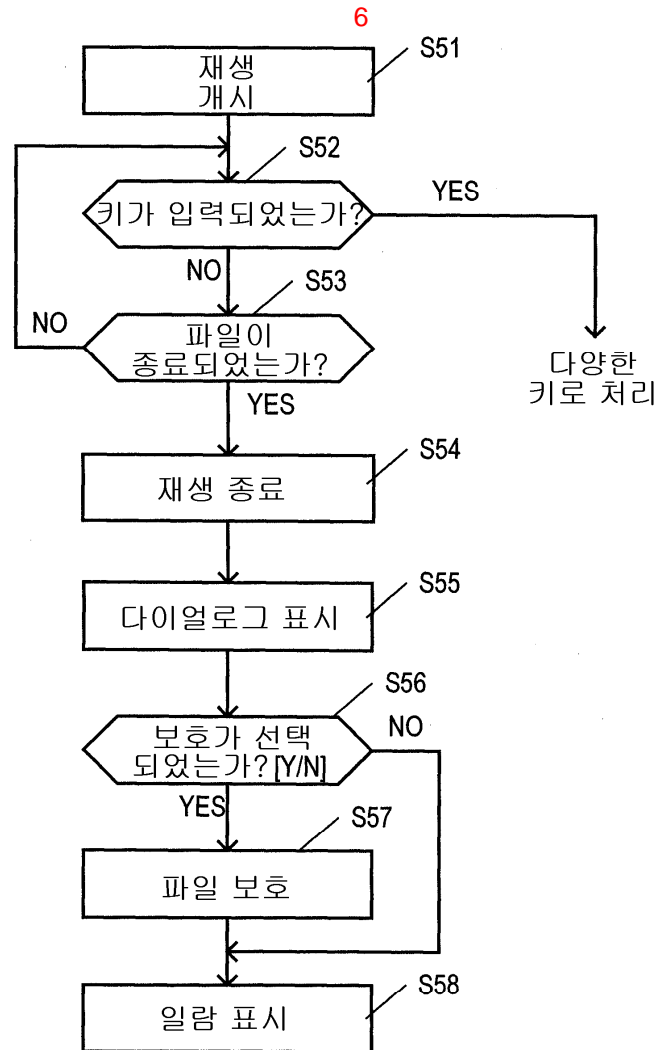 6
재생
개시
S51
S52
키가 입력되었는가?
YES
NO
S53
NO
파일이
종료되었는가?
다양한
키로 처리
YES
S54
재생 종료
S55
다이얼로그 표시
S56
보호가 선택
되었는가? [Y/N]
NO
YES
S57
파일 보호
S58
일람 표시